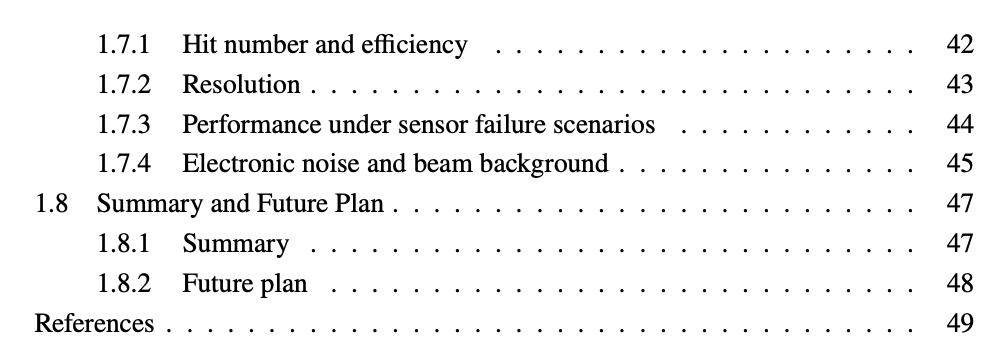 1.7.1 Hit number and efficiency . . . . . . . . . . . . . . . . . . . . . 42
1.7.2 Resolution . . . . . . . . . . . . . . . . . . . . . . . . . . . . . . 43
1.7.3 Performance under sensor failure scenarios . . . . . . . . . . . . 44
1.7.4 Electronic noise and beam background . . . . . . . . . . . . . . . 45
1.8 Summary and Future Plan . . . . . . . . . . . . . . . . . . . . . . . . . . 47
1.8.1 Summary . . . . . . . . . . . . . . . . . . . . . . . . . . . . . . 47
1.8.2 Future plan . . . . . . . . . . . . . . . . . . . . . . . . . . . . . 48
References . . . . . . . . . . . . . . . . . . . . . . . . . . . . . . . . . . . . . 49